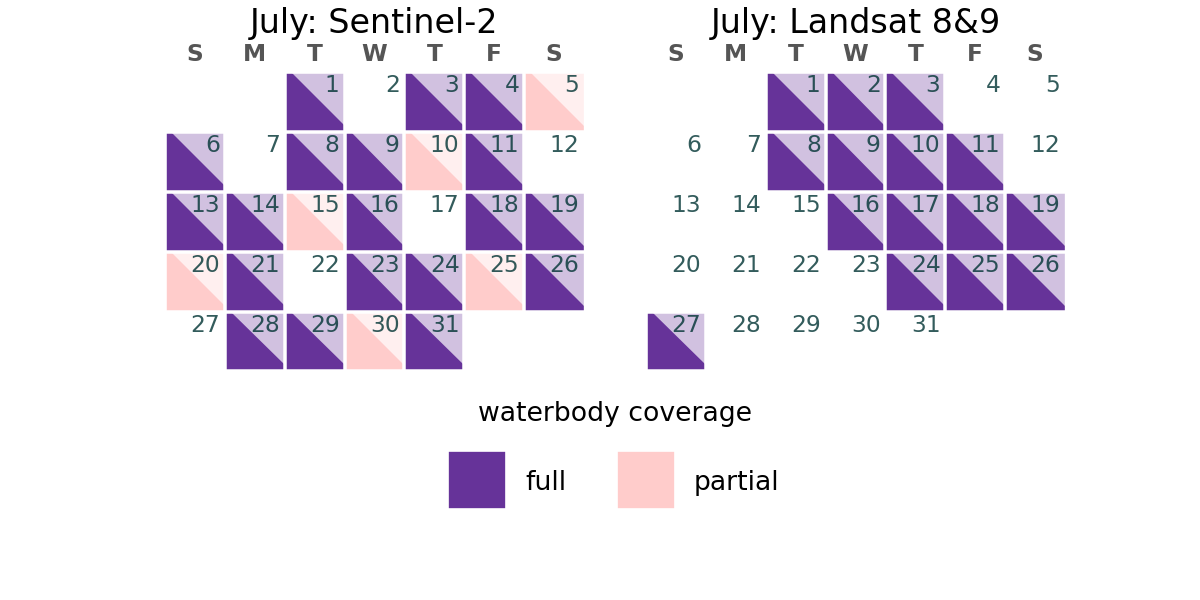 July: Sentinel-2
S M T W T F S
1 2 3 4 5
6 7 8 9 10 11 12
13 14 15 16 17 18 19
20 21 22 23 24 25 26
27 28 29 30 31
July: Landsat 8&9
S M T W T F S
1 2 3 4 5
6 7 8 9 10 11 12
13 14 15 16 17 18 19
20 21 22 23 24 25 26
27 28 29 30 31
waterbody coverage
full partial